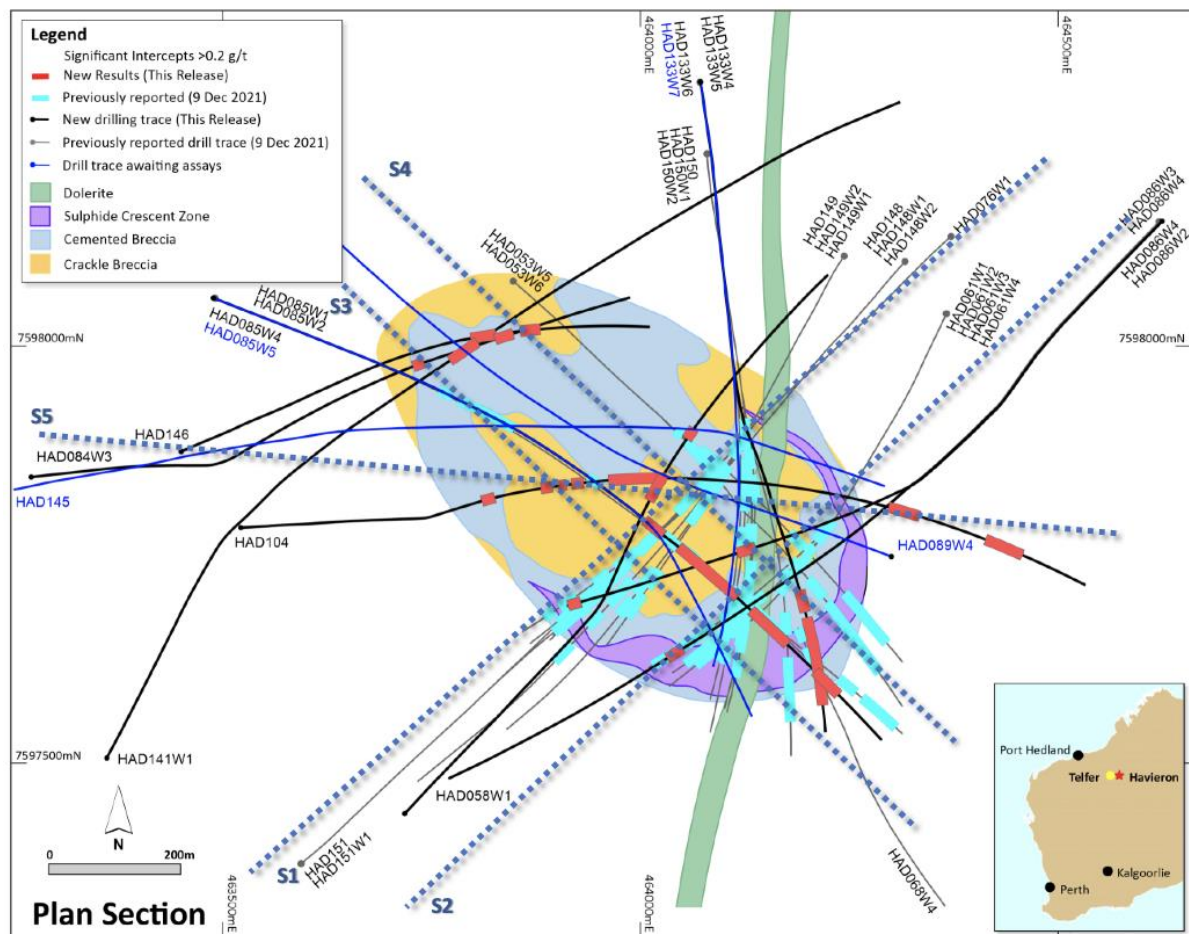 Legend
Significant Intercepts >0.2 g/t
New Results (This Release)
Previously reported (9 Dec 2021)
New drilling trace (This Release)
Previously reported drill trace (9 Dec 2021)
Drill trace awaiting assays
Dolerite
Sulphide Crescent Zone
Cemented Breccia
Crackle Breccia
464000mE
464500mE
HAD133W6
HAD133W7
HAD133W4
HAD133W5
HAD150
HAD150W1
HAD150W2
S4
HAD149
HAD149W2
HAD149W1
HAD148
HAD148W1
HAD148W2
HAD076W1
HAD086W3
HAD086W4
HAD086W4
HAD086W2
HAD053W5
HAD053W6
HAD061W1
HAD061W2
HAD061W3
HAD061W4
HAD085W1
HAD085W2
S3
HAD085W4
HAD085W5
7598000mN
7598000mN
S5
HAD146
HAD084W3
HAD145
HAD104
HAD089W4
HAD141W1
7597500mN
HAD058W1
N
0
200m
HAD151
HAD151W1
S1
S2
HAD068W4
463500mE
464000mE
Plan Section
Port Hedland
Telfer
Havieron
Kalgoorlie
Perth